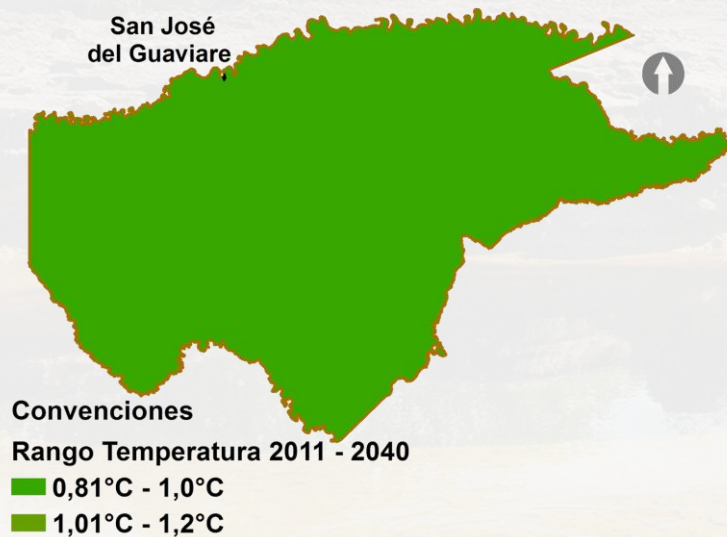 San José
del Guaviare
Convenciones
Rango Temperatura 2011 - 2040
0,81°C - 1,0°C
1,01°C - 1,2°C